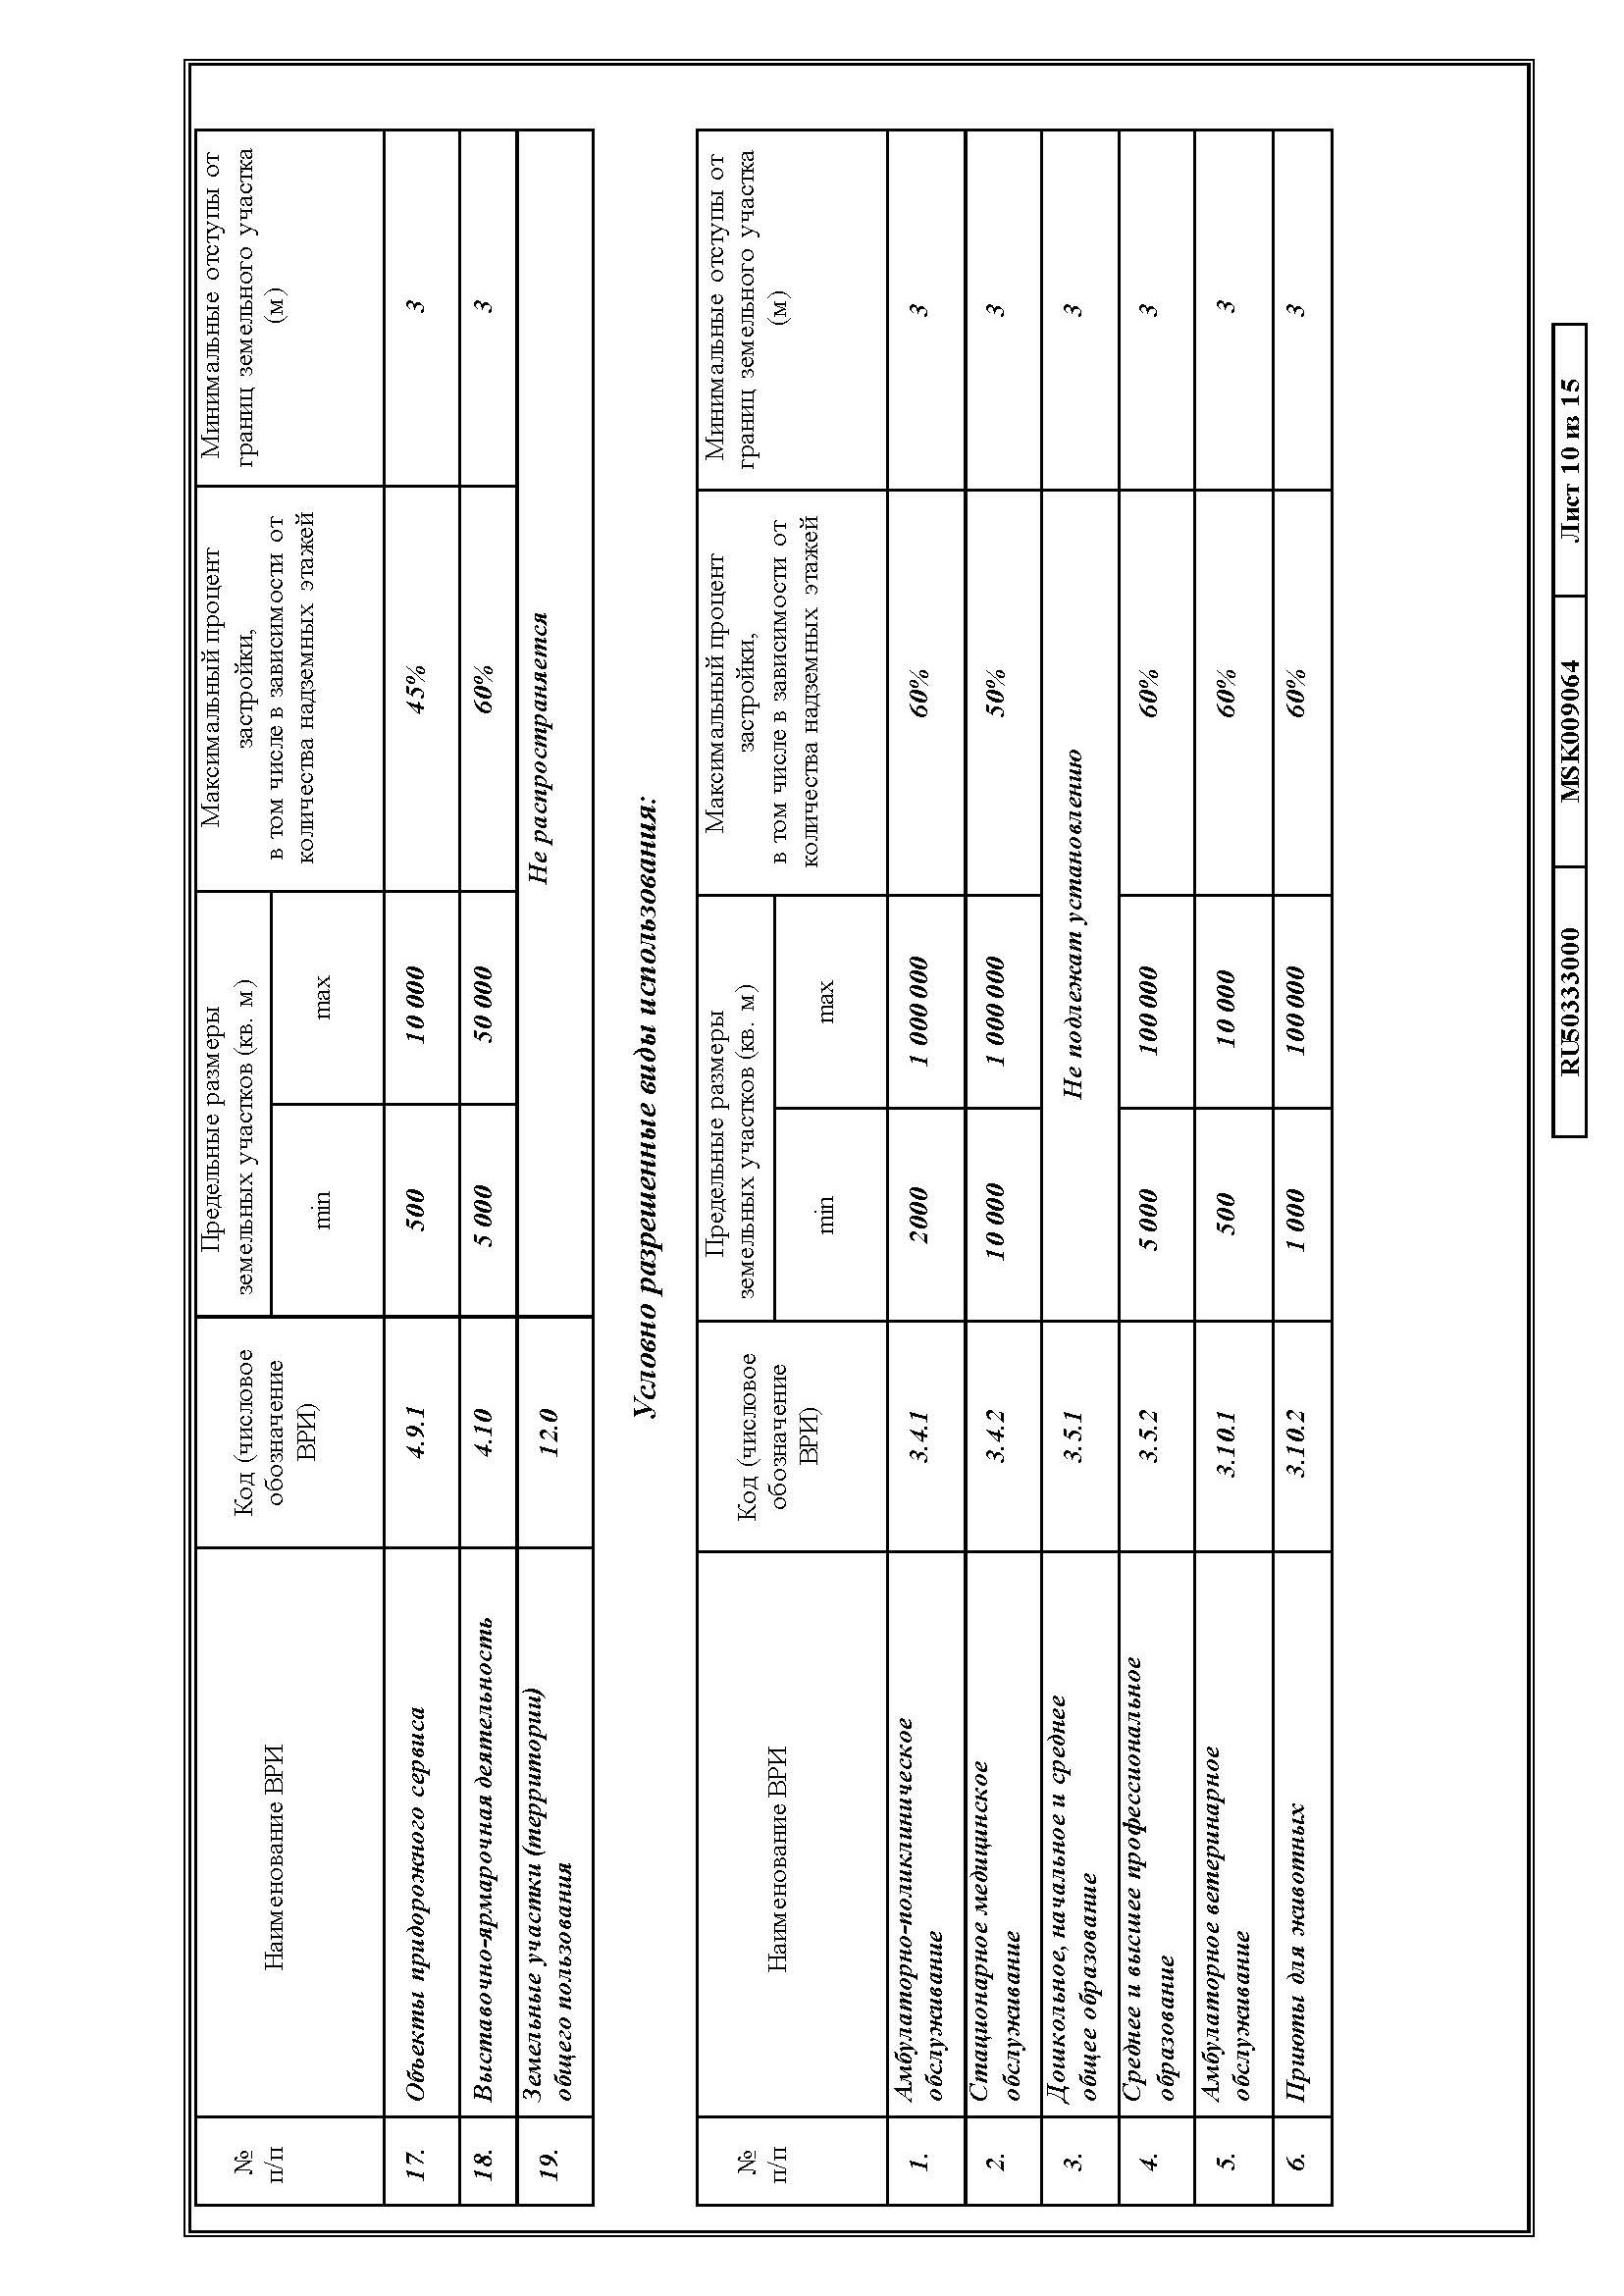 №
п/п
Наименование ВРИ
Код (числовое
обозначение
ВРИ)
Предельные размеры
земельных участков (кв. м)
Максимальный процент
застройки,
в том числе в зависимости от
количества надземных этажей
Минимальные отступы от
границ земельного участка
(м)
min
max
17.
Объекты придорожного сервиса
4.9.1
500
10 000
45%
3
18.
Выставочно-ярмарочная деятельность
4.10
5 000
50 000
60%
3
19.
Земельные участки (территории)
общего пользования
12.0
Не распространяется
Условно разрешенные виды использования:
№
п/п
Наименование ВРИ
Код (числовое
обозначение
ВРИ)
Предельные размеры
земельных участков (кв. м)
Максимальный процент
застройки,
в том числе в зависимости от
количества надземных этажей
Минимальные отступы от
границ земельного участка
(м)
min
max
1.
Амбулаторно-поликлиническое
обслуживание
3.4.1
2000
1 000 000
60%
3
2.
Стационарное медицинское
обслуживание
3.4.2
10 000
1 000 000
50%
3
3.
Дошкольное, начальное и среднее
общее образование
3.5.1
Не подлежат установлению
3
4.
Среднее и высшее профессиональное
образование
3.5.2
5 000
100 000
60%
3
5.
Амбулаторное ветеринарное
обслуживание
3.10.1
500
10 000
60%
3
6.
Приюты для животных
3.10.2
1 000
100 000
60%
3
RU50333000
MSK009064
Лист 10 из 15